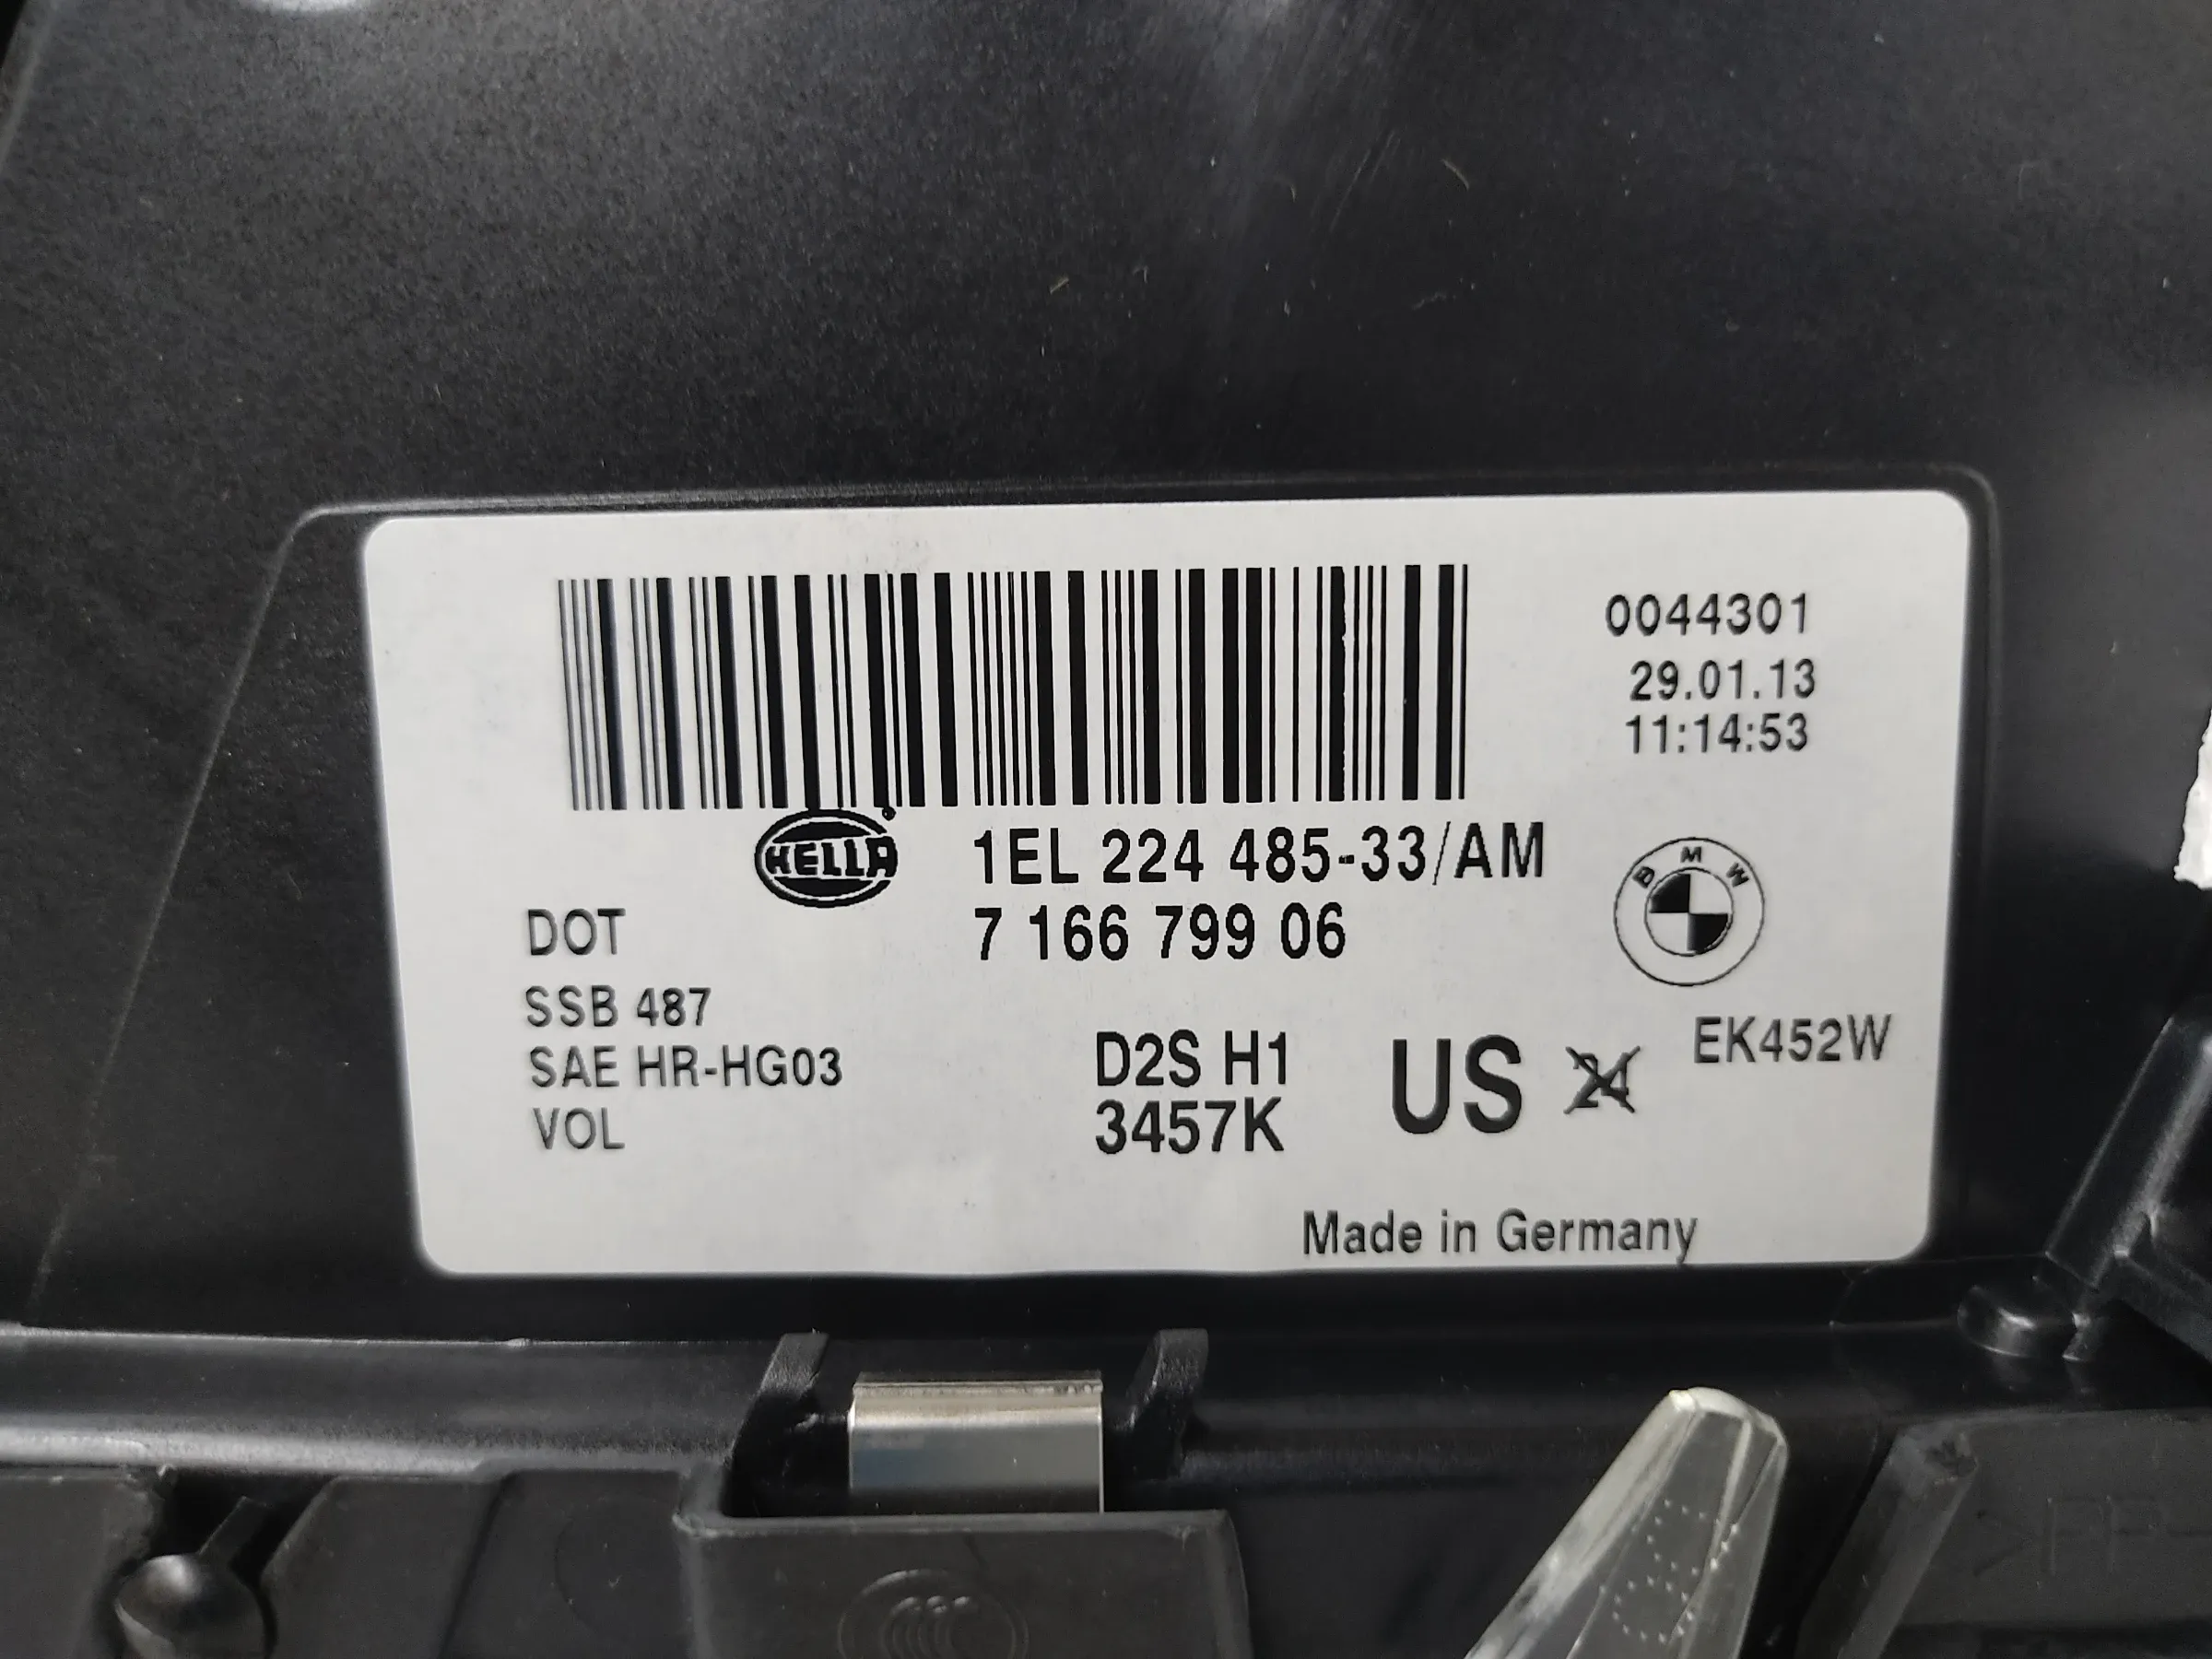 0044301
29.01.13
11:14:53
HELLA
1EL 224 485-33/AM
BMW
DOT
7 166 799 06
SSB 487
SAE HR-HG03
VOL
D2S H1
3457K
US
24
EK452W
Made in Germany